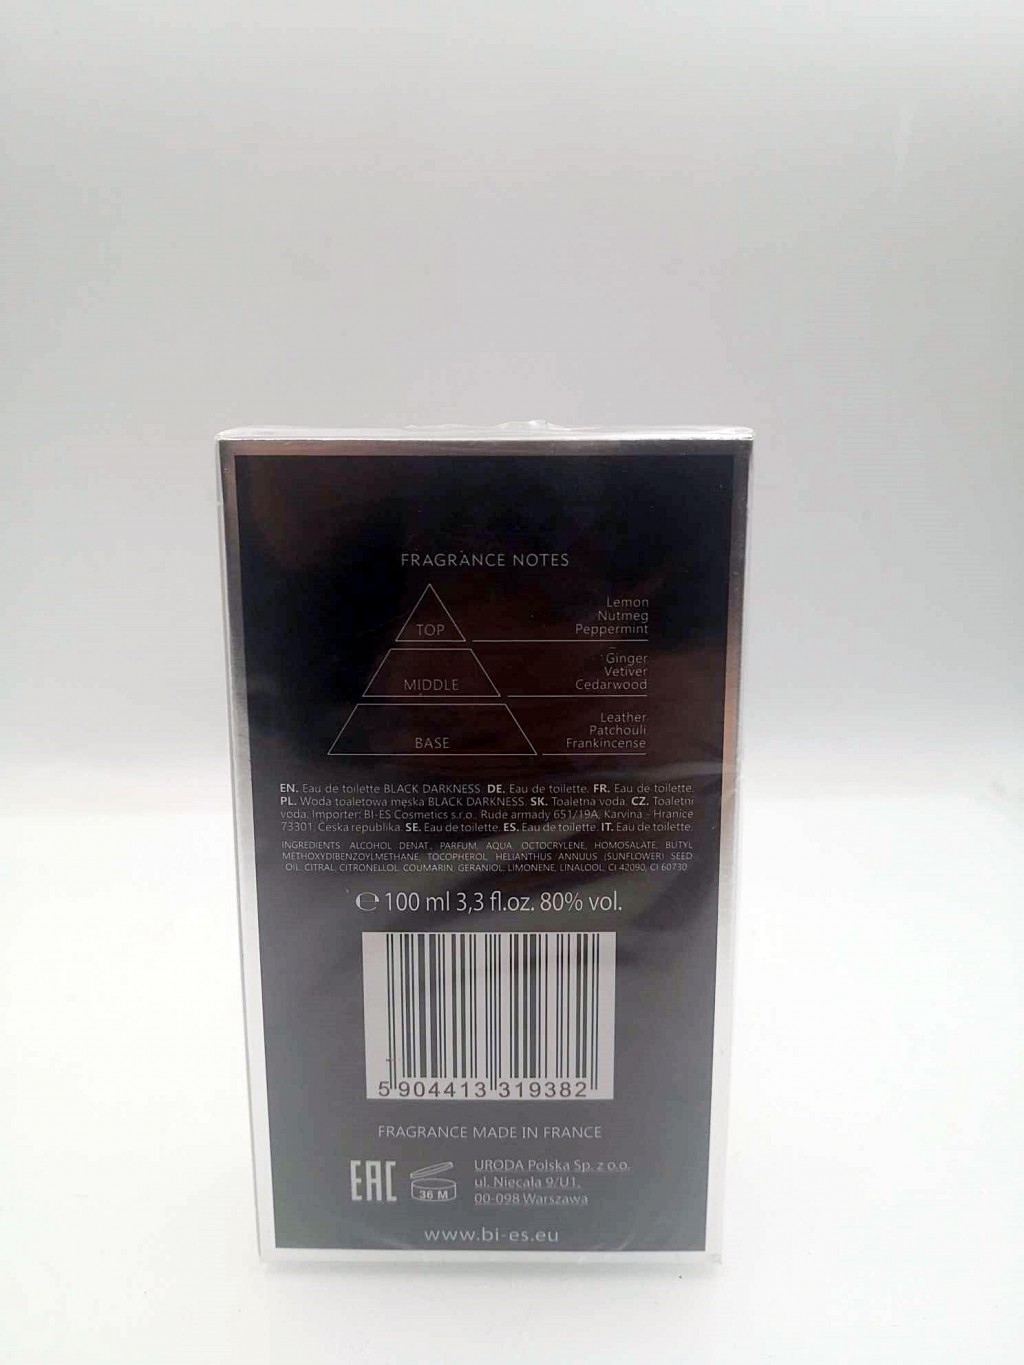 FRAGRANCE NOTES
TOP
Lemon
Nutmeg
Peppermint
MIDDLE
Ginger
Vetiver
Cedarwood
BASE
Leather
Patchouli
Frankincense
EN. Eau de toilette BLACK DARKNESS. DE. Eau de toilette. FR. Eau de toilette.
PL. Woda toaletowa męska BLACK DARKNESS. SK. Toaletna voda. CZ. Toaletní
voda. Importer: BI-ES Cosmetics s.r.o., Rude armady 651/19A, Karvina - Hranice
73301, Ceska republika. SE. Eau de toilette. ES. Eau de toilette. IT. Eau de toilette.
INGREDIENTS: ALCOHOL DENAT., PARFUM, AQUA, OCTOCRYLENE, HOMOSALATE, BUTYL
METHOXYDIBENZOYLMETHANE, TOCOPHEROL, HELIANTHUS ANNUUS (SUNFLOWER) SEED
OIL, CITRAL, CITRONELLOL, COUMARIN, GERANIOL, LIMONENE, LINALOOL, CI 42090, CI 60730
℮ 100 ml 3,3 fl.oz. 80% vol.
5 904413 319382
FRAGRANCE MADE IN FRANCE
EAC
36 M
URODA Polska Sp. z o.o.
ul. Niecała 9/U1,
00-098 Warszawa
www.bi-es.eu